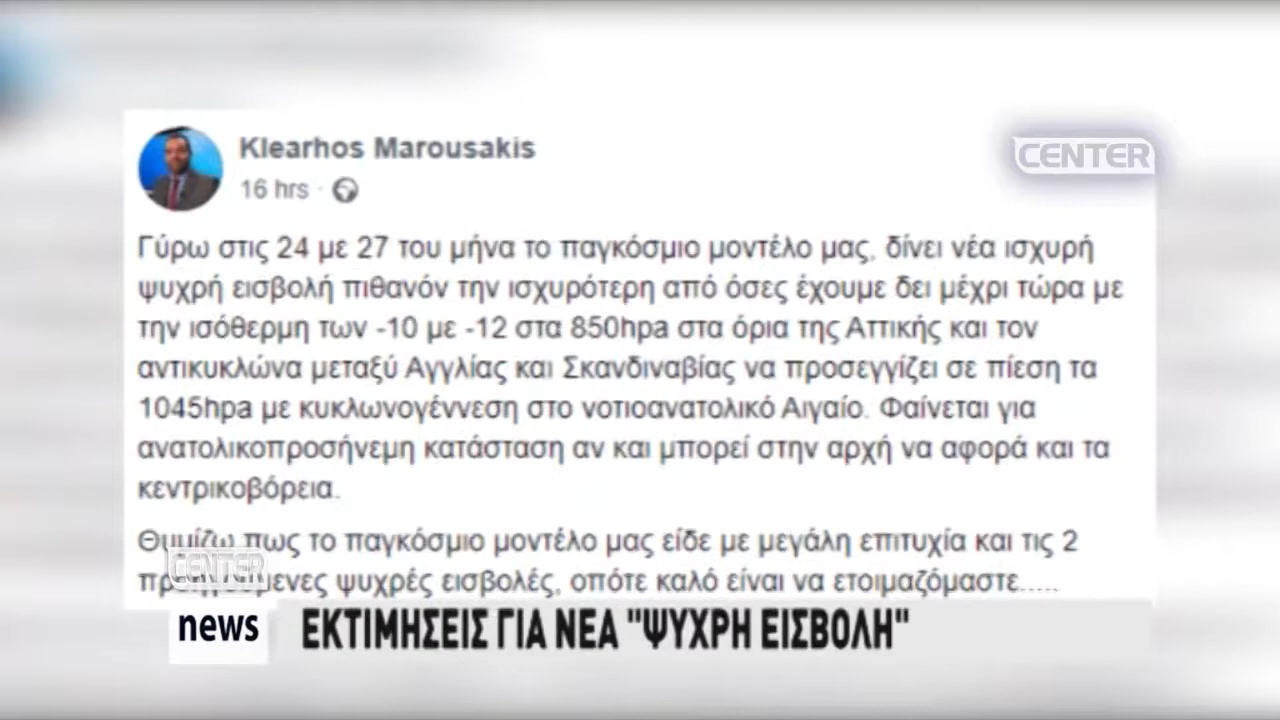 Klearhos Marousakis
CENTER
16 hrs ·
Γύρω στις 24 με 27 του μήνα το παγκόσμιο μοντέλο μας, δίνει νέα ισχυρή
ψυχρή εισβολή πιθανόν την ισχυρότερη από όσες έχουμε δει μέχρι τώρα με
την ισόθερμη των -10 με -12 στα 850hpa στα όρια της Αττικής και τον
αντικυκλώνα μεταξύ Αγγλίας και Σκανδιναβίας να προσεγγίζει σε πίεση τα
1045hpa με κυκλωνογέννεση στο νοτιοανατολικό Αιγαίο. Φαίνεται για
ανατολικοπροσήνεμη κατάσταση αν και μπορεί στην αρχή να αφορά και τα
κεντρικοβόρεια.
Θυμίζω πως το παγκόσμιο μοντέλο μας είδε με μεγάλη επιτυχία και τις 2
προηγούμενες ψυχρές εισβολές, οπότε καλό είναι να ετοιμαζόμαστε.....
CENTER
news
ΕΚΤΙΜΗΣΕΙΣ ΓΙΑ ΝΕΑ "ΨΥΧΡΗ ΕΙΣΒΟΛΗ"